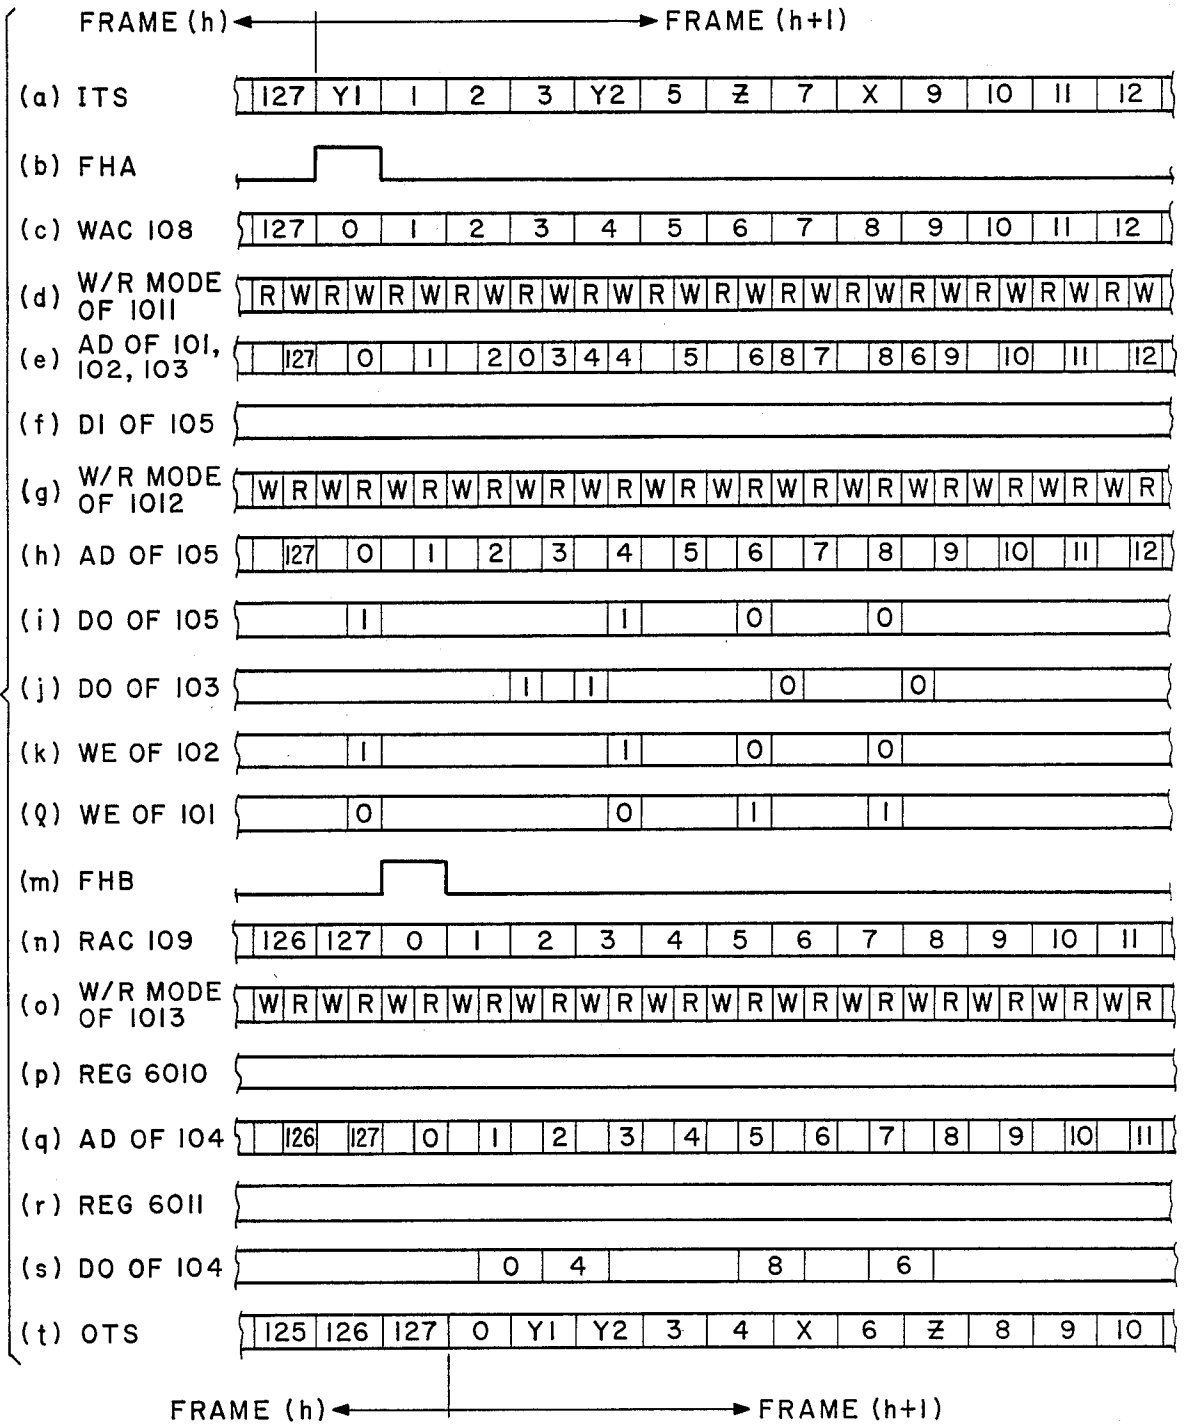 FRAME (h) FRAME (h+1)
(a) ITS 127 Y1 1 2 3 Y2 5 Z 7 X 9 10 11 12
(b) FHA
(c) WAC 108 127 0 1 2 3 4 5 6 7 8 9 10 11 12
(d) W/R MODE OF 1011 R W R W R W R W R W R W R W R W R W R W R W R W R W R W
(e) AD OF 101, 102, 103 127 0 1 2 0 3 4 4 5 6 8 7 8 6 9 10 11 12
(f) DI OF 105
(g) W/R MODE OF 1012 W R W R W R W R W R W R W R W R W R W R W R W R W R W R
(h) AD OF 105 127 0 1 2 3 4 5 6 7 8 9 10 11 12
(i) DO OF 105 1 1 0 0
(j) DO OF 103 1 1 0 0
(k) WE OF 102 1 1 0 0
(l) WE OF 101 0 0 1 1
(m) FHB
(n) RAC 109 126 127 0 1 2 3 4 5 6 7 8 9 10 11
(o) W/R MODE OF 1013 W R W R W R W R W R W R W R W R W R W R W R W R W R W R
(p) REG 6010
(q) AD OF 104 126 127 0 1 2 3 4 5 6 7 8 9 10 11
(r) REG 6011
(s) DO OF 104 0 4 8 6
(t) OTS 125 126 127 0 Y1 Y2 3 4 X 6 Z 8 9 10
FRAME (h) FRAME (h+1)